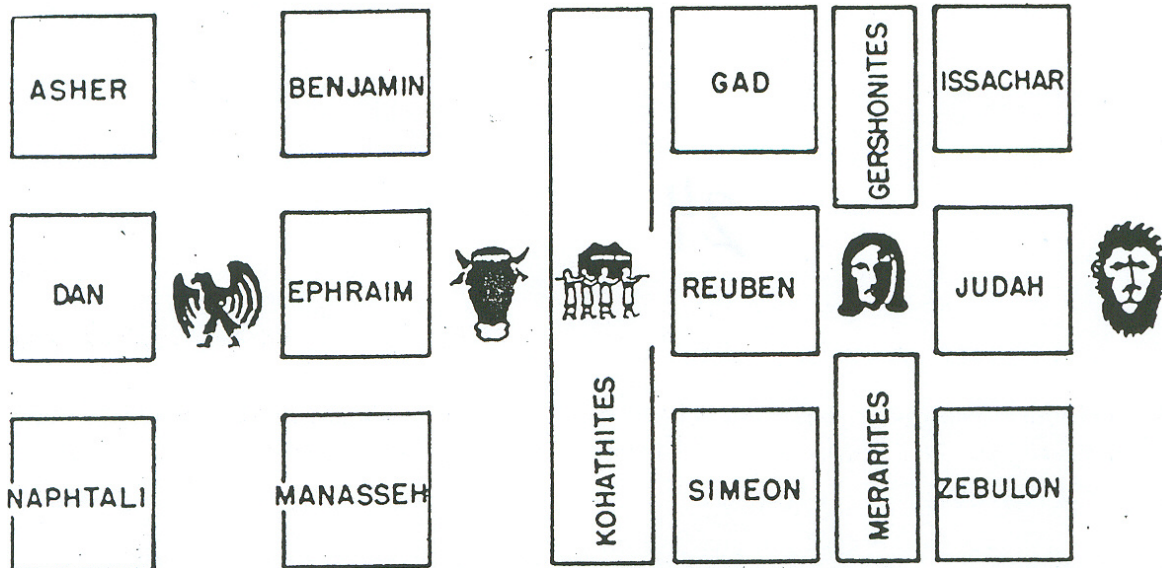 ASHER
BENJAMIN
GAD
GERSHONITES
ISSACHAR
DAN
EPHRAIM
REUBEN
JUDAH
NAPHTALI
MANASSEH
KOHATHITES
SIMEON
MERARITES
ZEBULON